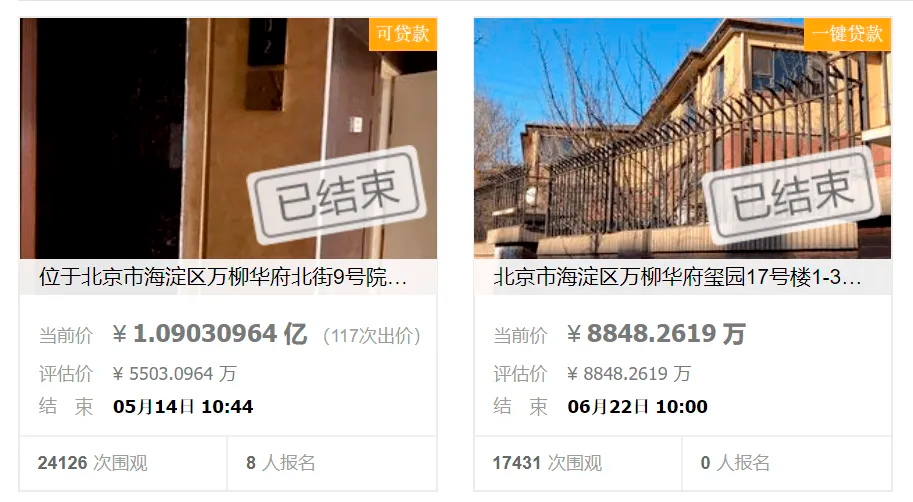 可贷款
已结束
位于北京市海淀区万柳华府北街9号院...
当前价 ¥ 1.09030964 亿 (117次出价)
评估价 ¥ 5503.0964 万
结 束 05月14日 10:44
24126 次围观 8 人报名
一键贷款
已结束
北京市海淀区万柳华府玺园17号楼1-3...
当前价 ¥ 8848.2619 万
评估价 ¥ 8848.2619 万
结 束 06月22日 10:00
17431 次围观 0 人报名